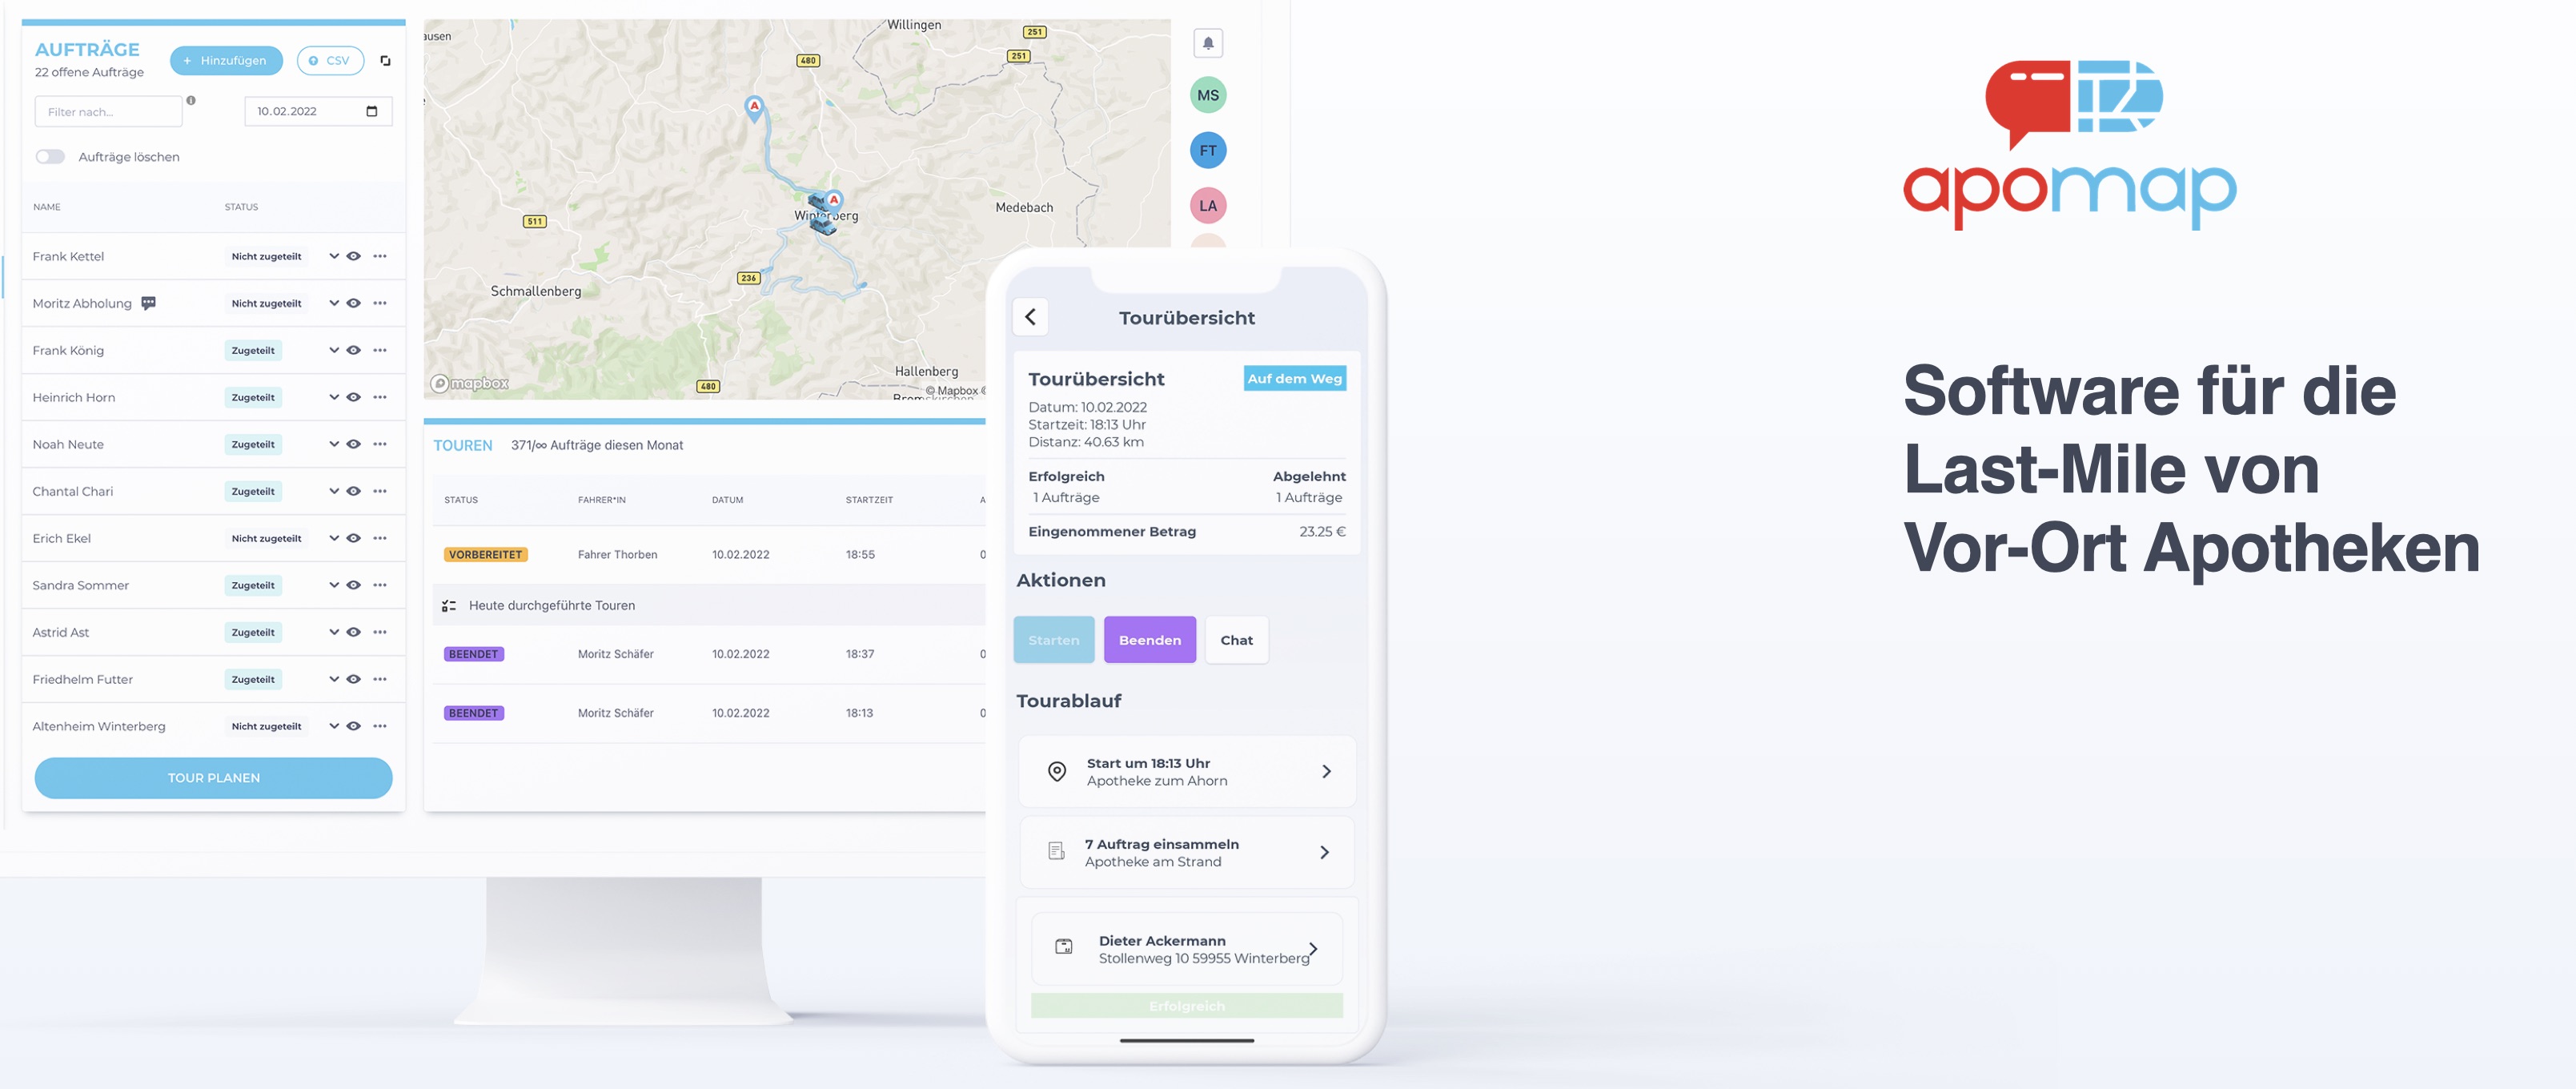 AUFTRÄGE
22 offene Aufträge
+ Hinzufügen
CSV
Filter nach...
10.02.2022
Aufträge löschen
NAME STATUS
Frank Kettel Nicht zugeteilt
Moritz Abholung Nicht zugeteilt
Frank König Zugeteilt
Heinrich Horn Zugeteilt
Noah Neute Zugeteilt
Chantal Chari Zugeteilt
Erich Ekel Nicht zugeteilt
Sandra Sommer Zugeteilt
Astrid Ast Zugeteilt
Friedhelm Futter Zugeteilt
Altenheim Winterberg Nicht zugeteilt
TOUR PLANEN
ausen
Willingen
251
251
480
A
A
Winterberg
Medebach
511
236
Schmallenberg
Hallenberg
480
mapbox
© Mapbox ©
MS
FT
LA
TOUREN 371/∞ Aufträge diesen Monat
STATUS FAHRER*IN DATUM STARTZEIT A
VORBEREITET Fahrer Thorben 10.02.2022 18:55 0
Heute durchgeführte Touren
BEENDET Moritz Schäfer 10.02.2022 18:37 0
BEENDET Moritz Schäfer 10.02.2022 18:13 0
Tourübersicht
Tourübersicht Auf dem Weg
Datum: 10.02.2022
Startzeit: 18:13 Uhr
Distanz: 40.63 km
Erfolgreich Abgelehnt
1 Aufträge 1 Aufträge
Eingenommener Betrag 23.25 €
Aktionen
Starten Beenden Chat
Tourablauf
Start um 18:13 Uhr
Apotheke zum Ahorn
7 Auftrag einsammeln
Apotheke am Strand
Dieter Ackermann
Stollenweg 10 59955 Winterberg
Erfolgreich
apomap
Software für die
Last-Mile von
Vor-Ort Apotheken